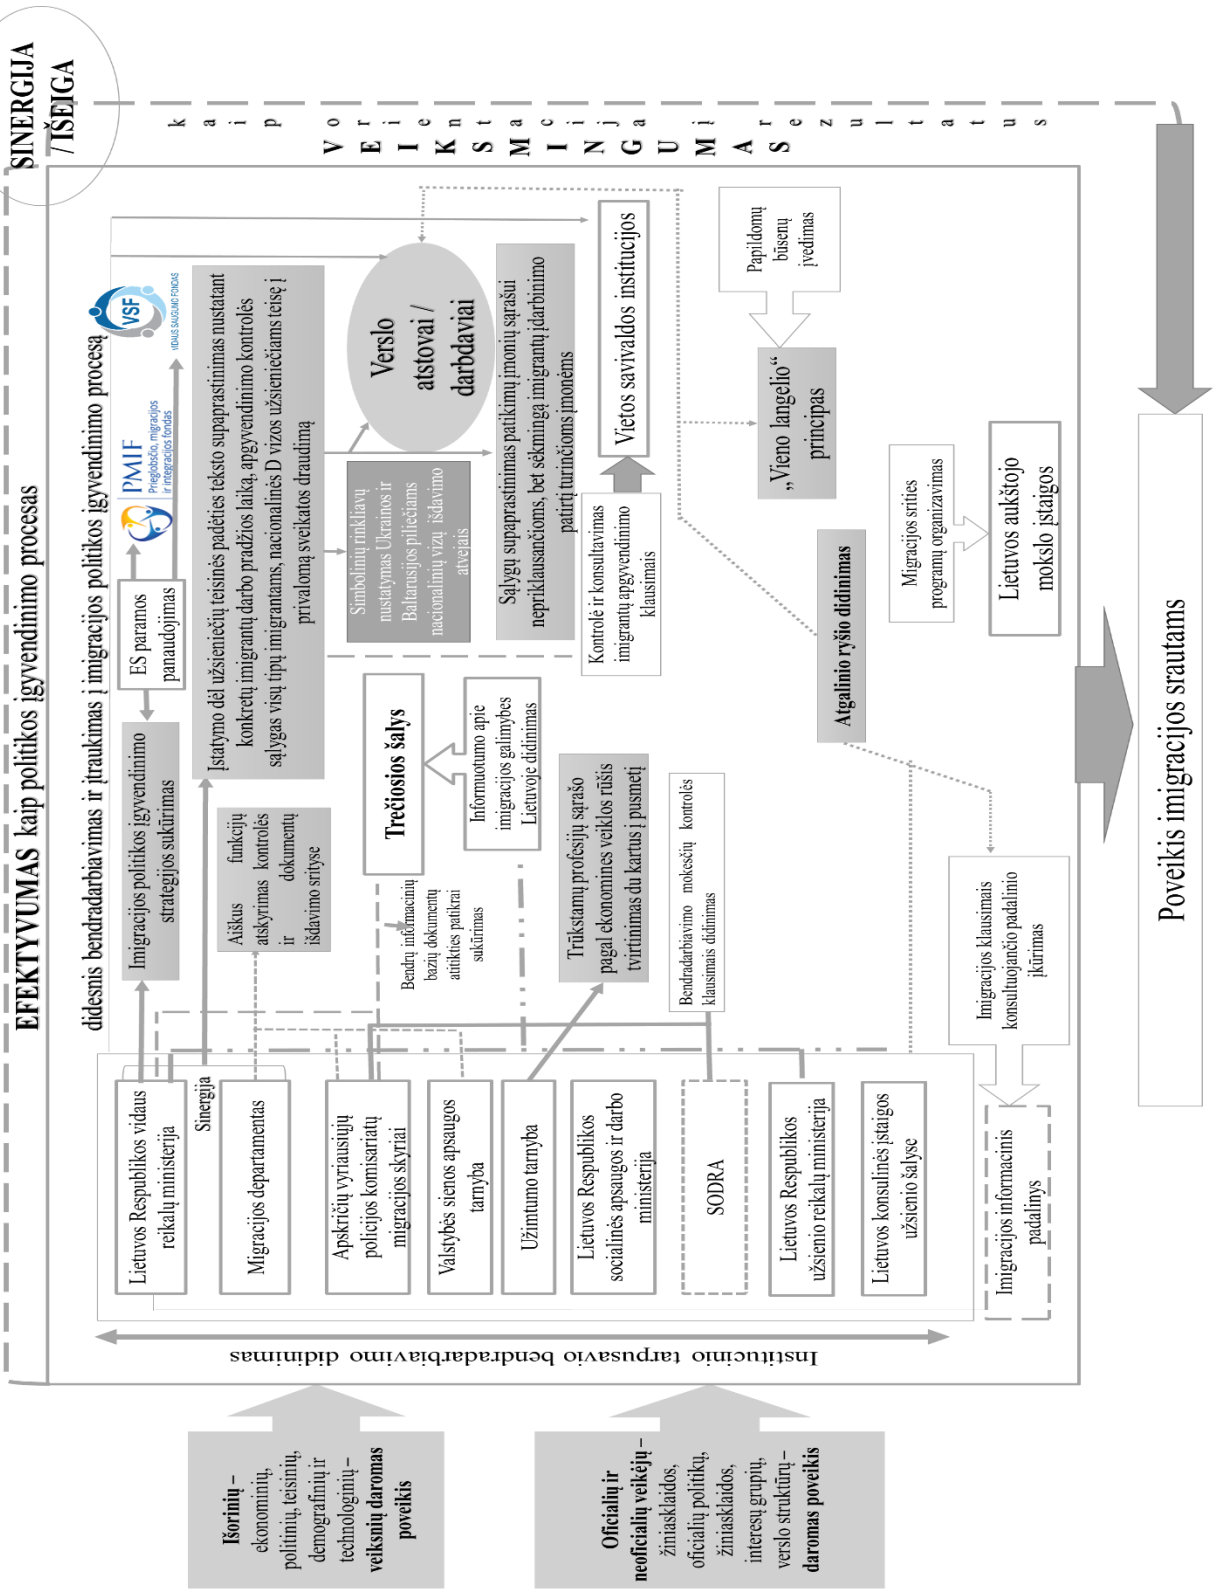 EFEKTYVUMAS kaip politikos įgyvendinimo procesas
SINERGIJA
/ IŠEIGA
didesnis bendradarbiavimas ir įtraukimas į imigracijos politikos įgyvendinimo procesą
Išorinių –
ekonominių,
politinių, teisinių,
demografinių ir
technologinių –
veiksnių daromas
poveikis
Oficialių ir
neoficialių veikėjų –
žiniasklaidos,
oficialių politikų,
žiniasklaidos,
interesų grupių,
verslo struktūrų –
daromas poveikis
Institucinio tarpusavio bendradarbiavimo didinimas
Lietuvos Respublikos vidaus
reikalų ministerija
Sinergija
Migracijos departamentas
Apskričių vyriausiųjų
policijos komisariatų
migracijos skyriai
Valstybės sienos apsaugos
tarnyba
Užimtumo tarnyba
Lietuvos Respublikos
socialinės apsaugos ir darbo
ministerija
SODRA
Lietuvos Respublikos
užsienio reikalų ministerija
Lietuvos konsulinės įstaigos
užsienio šalyse
Imigracijos informacinis
padalinys
Imigracijos politikos įgyvendinimo
strategijos sukūrimas
ES paramos
panaudojimas
PMIF
Prieglobsčio, migracijos
ir integracijos fondas
VSF
VIDAUS SAUGUMO FONDAS
Aiškus funkcijų
atskyrimas kontrolės
ir dokumentų
išdavimo srityse
Įstatymo dėl užsieniečių teisinės padėties teksto supaprastinimas nustatant
konkretų imigrantų darbo pradžios laiką, apgyvendinimo kontrolės
sąlygas visų tipų imigrantams, nacionalinės D vizos užsieniečiams teisę į
privalomą sveikatos draudimą
Bendrų informacinių
bazių dokumentų
atitikties patikrai
sukūrimas
Trečiosios šalys
Informuotumo apie
imigracijos galimybes
Lietuvoje didinimas
Simbolinių rinkliavų
nustatymas Ukrainos ir
Baltarusijos piliečiams
nacionalinių vizų išdavimo
atvejais
Verslo
atstovai /
darbdaviai
Sąlygų supaprastinimas patikimų įmonių sąrašui
nepriklausančioms, bet sėkmingą imigrantų įdarbinimo
patirtį turinčioms įmonėms
Trūkstamų profesijų sąrašo
pagal ekonomines veiklos rūšis
tvirtinimas du kartus į pusmetį
Kontrolė ir konsultavimas
imigrantų apgyvendinimo
klausimais
Vietos savivaldos institucijos
Bendradarbiavimo mokesčių kontrolės
klausimais didinimas
„Vieno langelio“
principas
Papildomų
būsenų
įvedimas
Atgalinio ryšio didinimas
Migracijos srities
programų organizavimas
Lietuvos aukštojo
mokslo įstaigos
Imigracijos klausimais
konsultuojančio padalinio
įkūrimas
VEIKSMINGUMAS
kaip orientacija į rezultatus
Poveikis imigracijos srautams